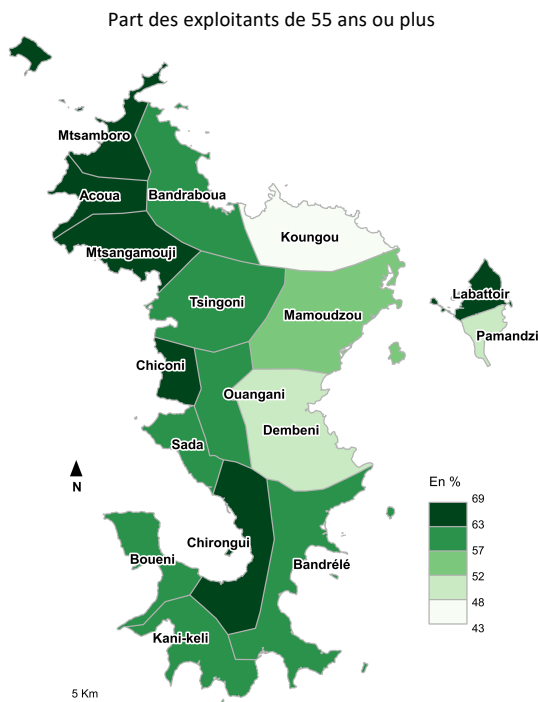 Part des exploitants de 55 ans ou plus
Mtsamboro
Acoua
Bandraboua
Mtsangamouji
Koungou
Tsingoni
Mamoudzou
Labattoir
Pamandzi
Chiconi
Ouangani
Dembeni
Sada
N
Chirongui
Boueni
Bandrélé
Kani-keli
En %
69
63
57
52
48
43
5 Km